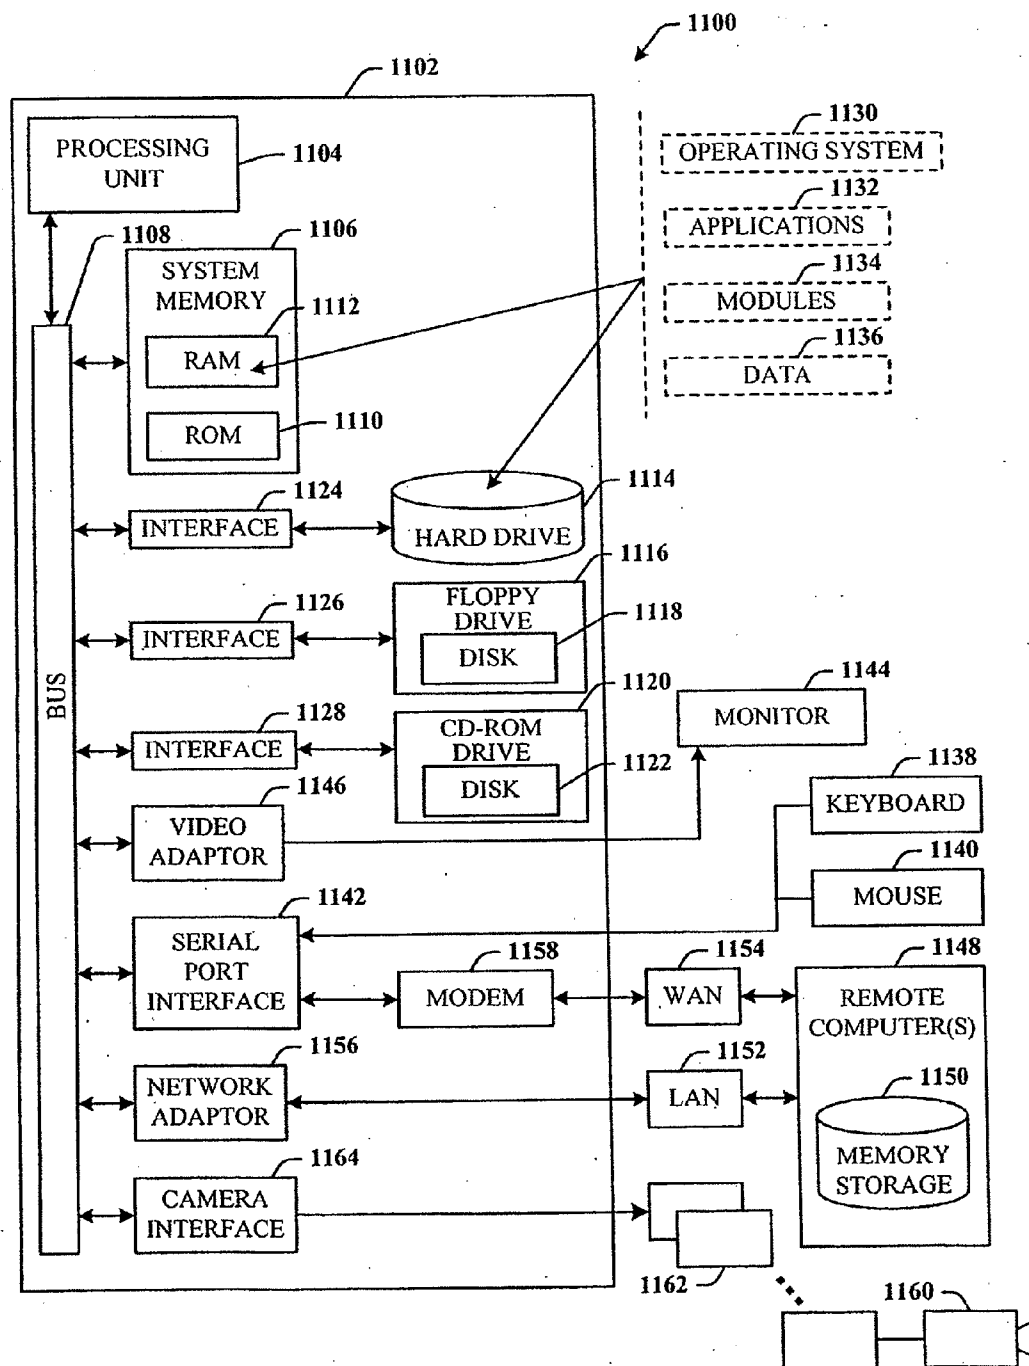 1100
1102
PROCESSING
UNIT
1104
1130
OPERATING SYSTEM
1132
APPLICATIONS
1134
MODULES
1136
DATA
1108
1106
SYSTEM
MEMORY
1112
RAM
ROM
1110
BUS
1124
INTERFACE
1114
HARD DRIVE
1126
INTERFACE
1116
FLOPPY
DRIVE
1118
DISK
1128
INTERFACE
1120
CD-ROM
DRIVE
1122
DISK
1144
MONITOR
1146
VIDEO
ADAPTOR
1138
KEYBOARD
1140
MOUSE
1142
SERIAL
PORT
INTERFACE
1158
MODEM
1154
WAN
1148
REMOTE
COMPUTER(S)
1156
NETWORK
ADAPTOR
1152
LAN
1150
MEMORY
STORAGE
1164
CAMERA
INTERFACE
1162
1160